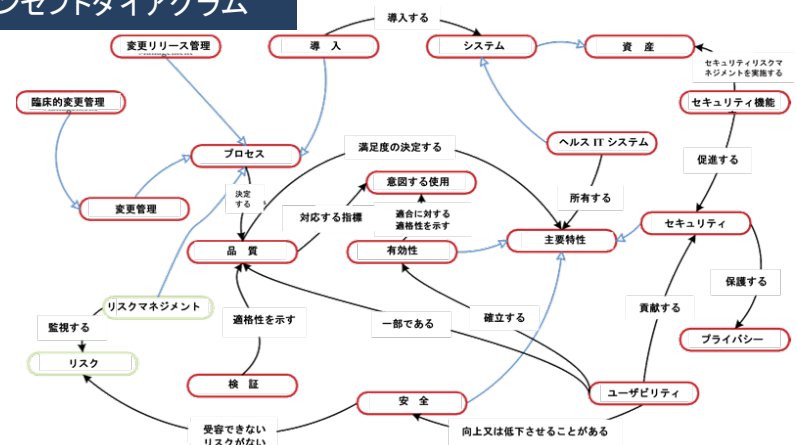 ンセプトダイアグラム
導入する
変更リリース管理
導　入
システム
資　産
セキュリティリスクマ
ネジメントを実施する
臨床的変更管理
セキュリティ機能
ヘルス IT システム
満足度の決定する
プロセス
促進する
決定
する
意図する使用
所有する
変更管理
対応する指標
適合に対する
適格性を示す
セキュリティ
主要特性
品　質
有効性
保護する
リスクマネジメント
貢献する
監視する
適格性を示す
一部である
確立する
プライバシー
リスク
検　証
ユーザビリティ
安　全
受容できない
リスクがない
向上又は低下させることがある